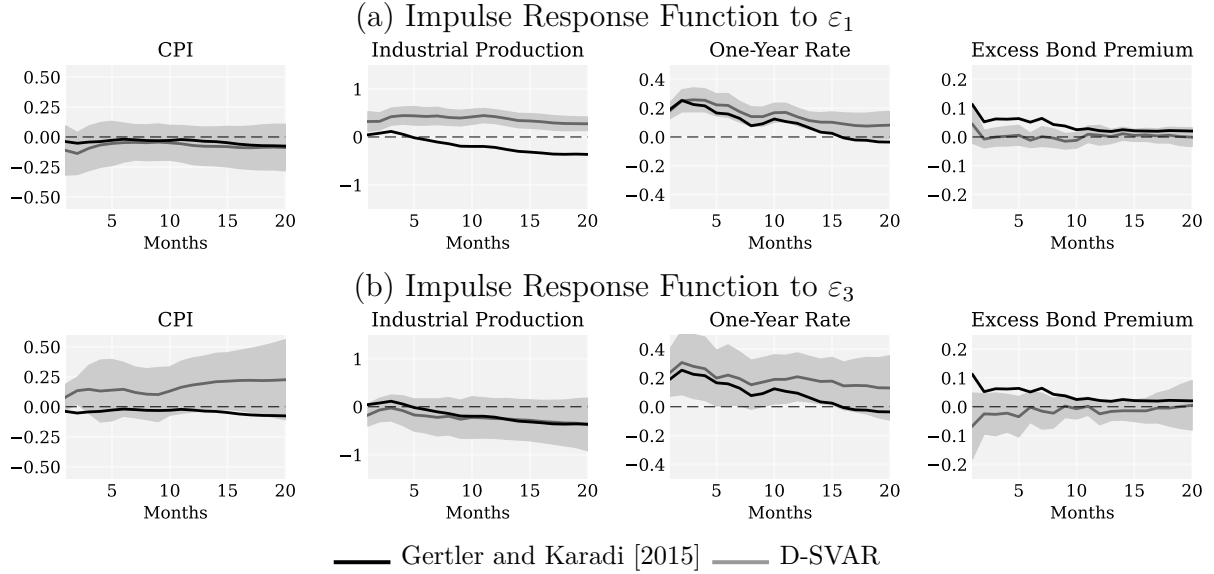 (a) Impulse Response Function to ε₁
CPI Industrial Production One-Year Rate Excess Bond Premium
0.50 0.25 0.00 −0.25 −0.50
1 0 −1
0.4 0.2 0.0 −0.2 −0.4
0.2 0.1 0.0 −0.1 −0.2
5 10 15 20 5 10 15 20 5 10 15 20 5 10 15 20
Months Months Months Months
(b) Impulse Response Function to ε₃
CPI Industrial Production One-Year Rate Excess Bond Premium
0.50 0.25 0.00 −0.25 −0.50
1 0 −1
0.4 0.2 0.0 −0.2 −0.4
0.2 0.1 0.0 −0.1 −0.2
5 10 15 20 5 10 15 20 5 10 15 20 5 10 15 20
Months Months Months Months
Gertler and Karadi [2015] D-SVAR